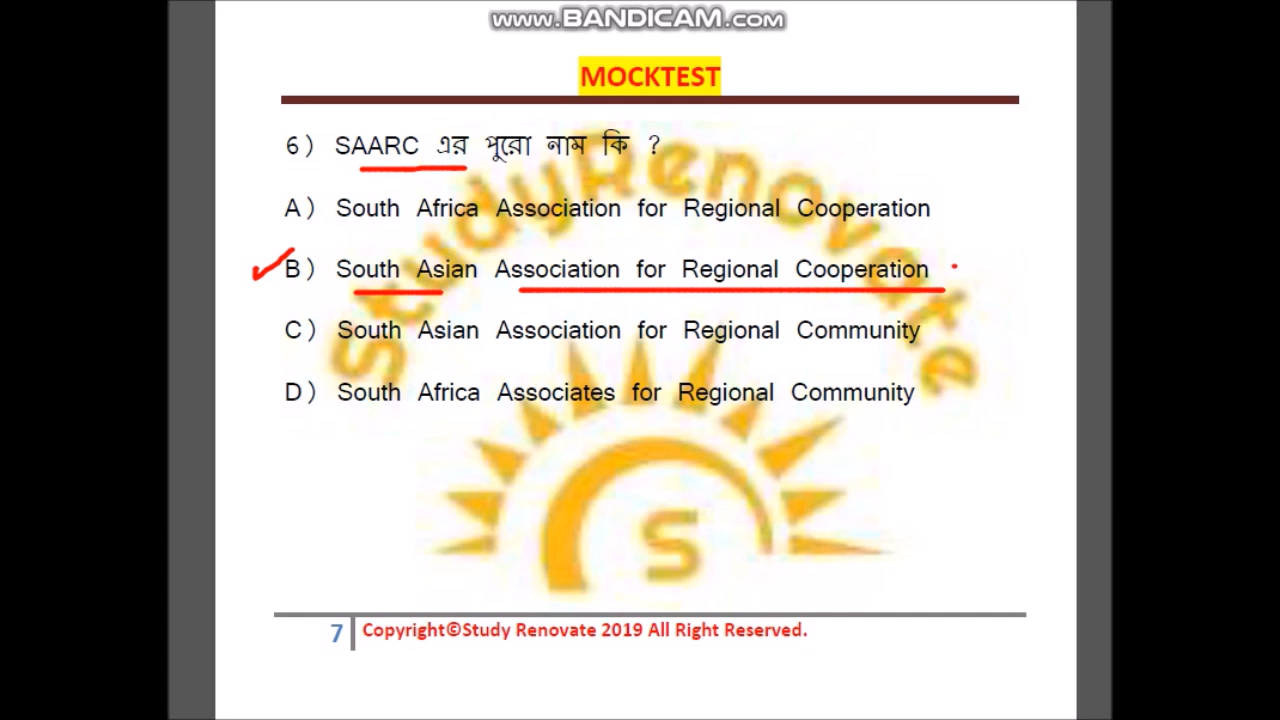 www.BANDICAM.com
MOCKTEST
6) SAARC এর পুরো নাম কি ?
A) South Africa Association for Regional Cooperation
B) South Asian Association for Regional Cooperation
C) South Asian Association for Regional Community
D) South Africa Associates for Regional Community
StudyRenovate
S
7 Copyright©Study Renovate 2019 All Right Reserved.